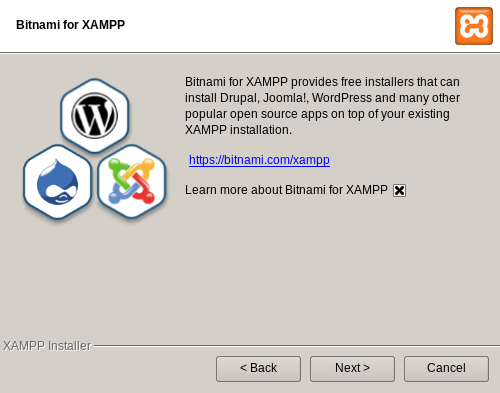 Bitnami for XAMPP
Bitnami for XAMPP provides free installers that can
install Drupal, Joomla!, WordPress and many other
popular open source apps on top of your existing
XAMPP installation.
https://bitnami.com/xampp
Learn more about Bitnami for XAMPP
XAMPP Installer
< Back
Next >
Cancel